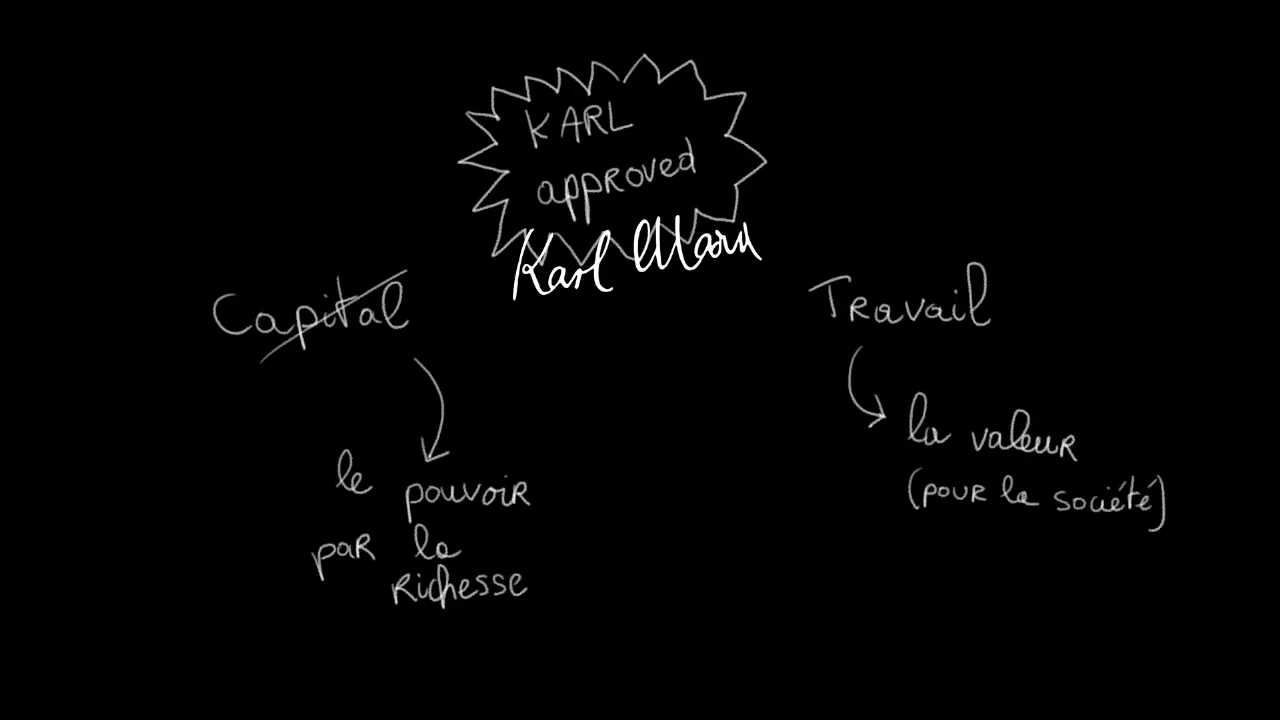 KARL
approved
Karl Marx
Capital
le pouvoir
par la
richesse
Travail
la valeur
(pour la société)